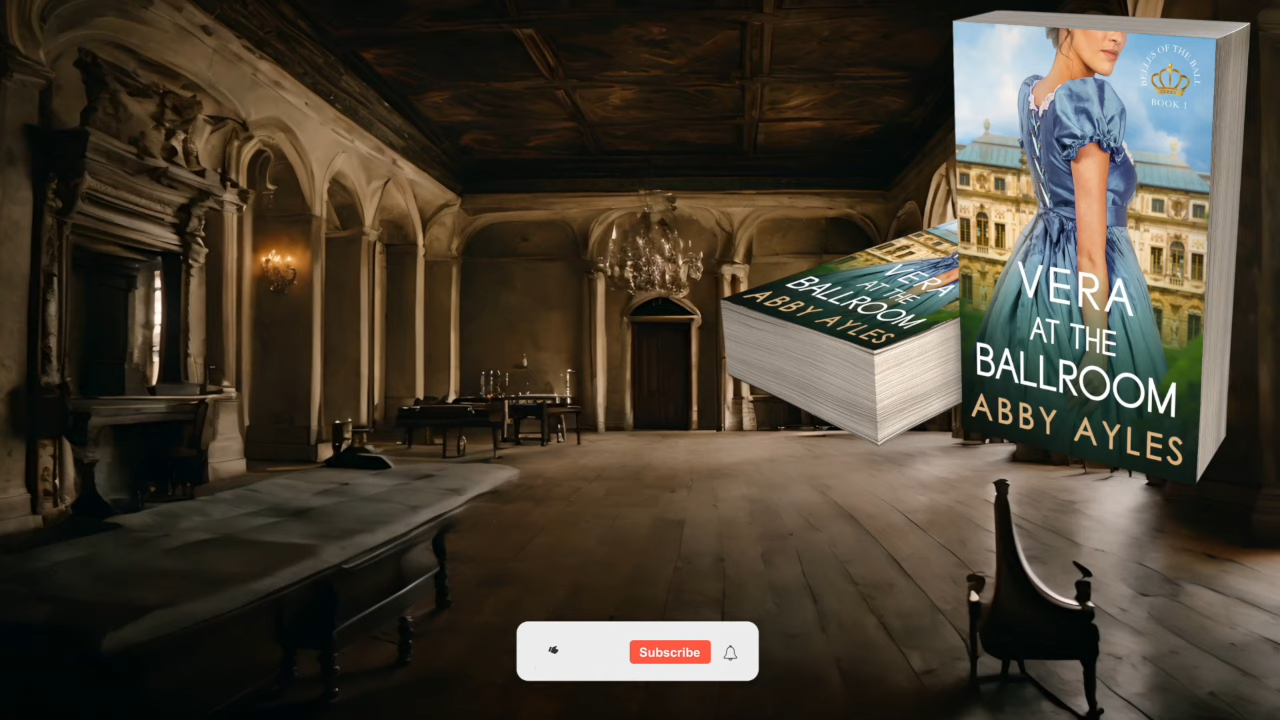 BELLES OF THE BALL
BOOK 1
VERA
AT THE
BALLROOM
ABBY AYLES
VERA
AT THE
BALLROOM
ABBY AYLES
Subscribe